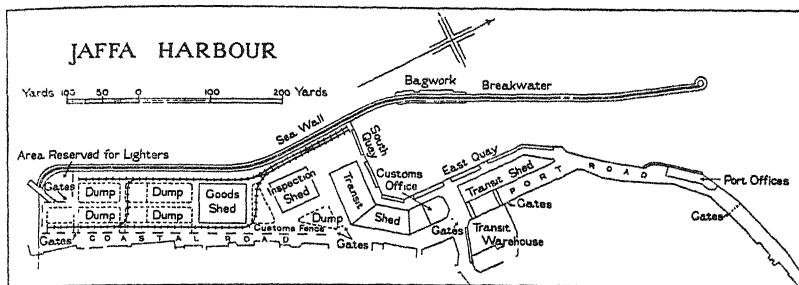 JAFFA HARBOUR
Yards 100 50 0 100 200 Yards
Bagwork
Breakwater
Sea Wall
South Quay
East Quay
Area Reserved for Lighters
Gates
Dump
Dump
Goods Shed
Inspection Shed
Transit Shed
Customs Office
Transit Shed
PORT ROAD
Port Offices
Dump
Dump
Dump
Customs Fence
Gates
Gates
Gates
Gates
Gates
Transit Warehouse
COASTAL ROAD